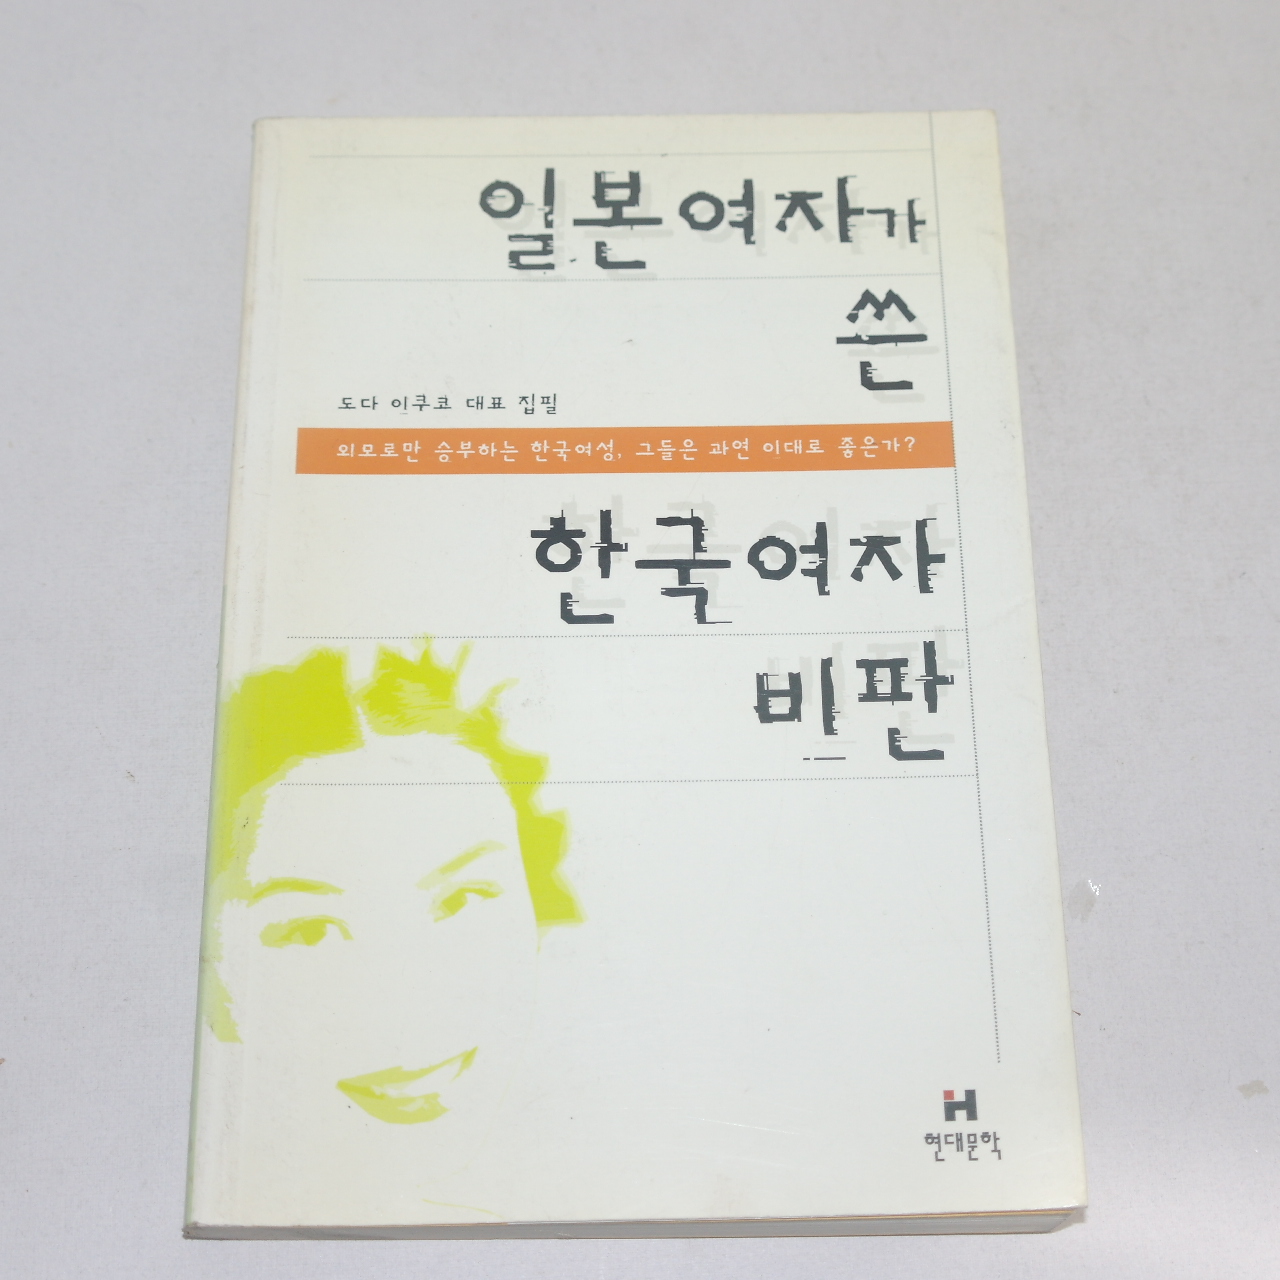 일본여자가
쓴
도다 이쿠코 대표 집필
외모로만 승부하는 한국여성, 그들은 과연 이대로 좋은가?
한국여자
비판
현대문학